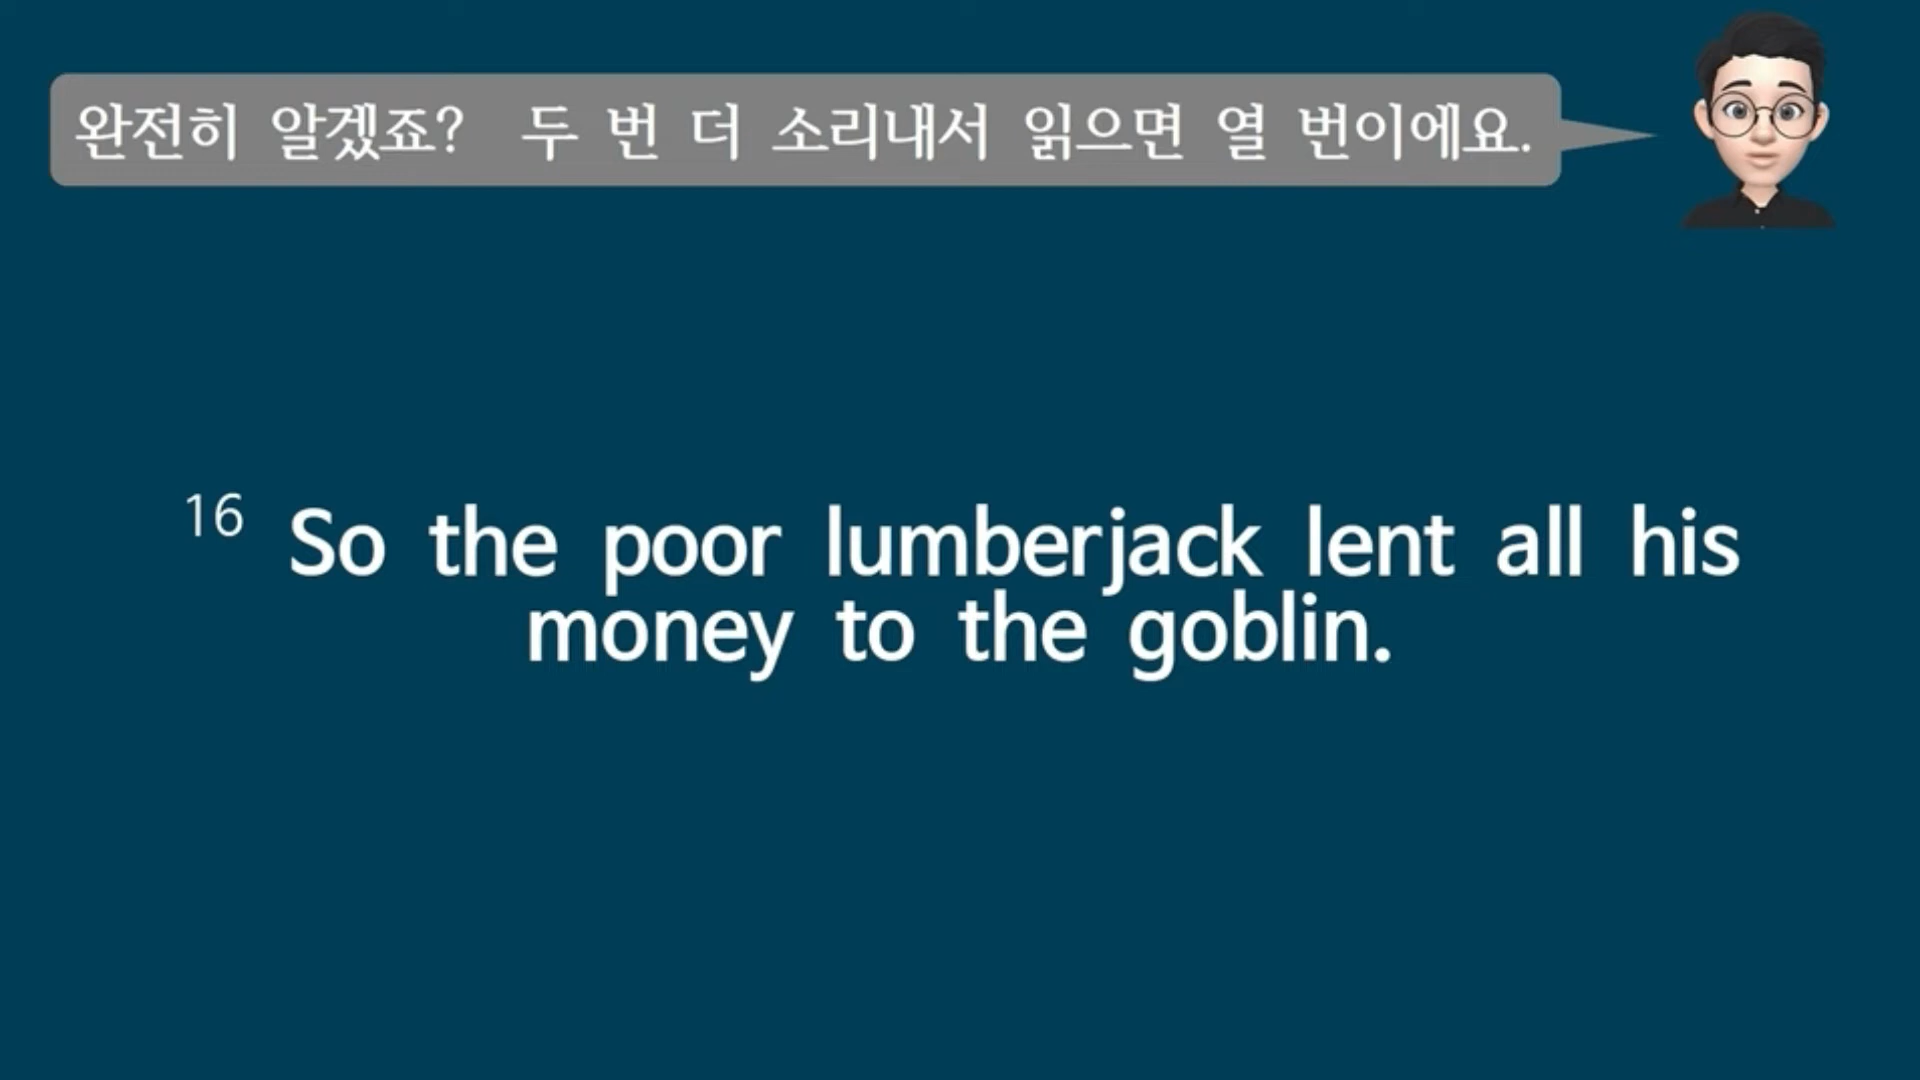 완전히 알겠죠? 두 번 더 소리내서 읽으면 열 번이에요.
16 So the poor lumberjack lent all his
money to the goblin.